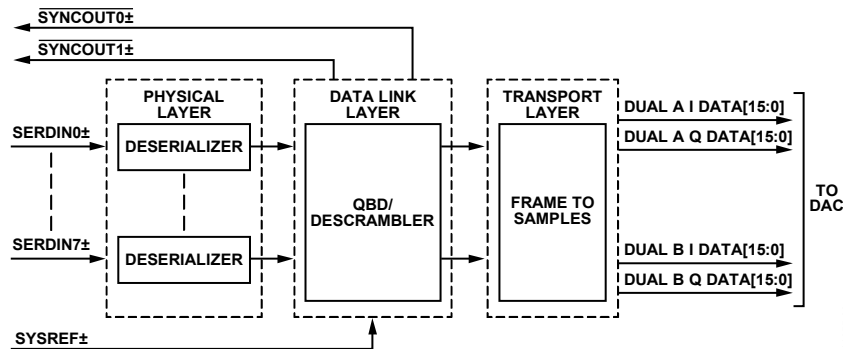 SYNCOUT0±
SYNCOUT1±
PHYSICAL
LAYER
DATA LINK
LAYER
TRANSPORT
LAYER
SERDIN0±
DESERIALIZER
QBD/
DESCRAMBLER
FRAME TO
SAMPLES
DUAL A I DATA[15:0]
DUAL A Q DATA[15:0]
TO
DAC
SERDIN7±
DESERIALIZER
DUAL B I DATA[15:0]
DUAL B Q DATA[15:0]
SYSREF±